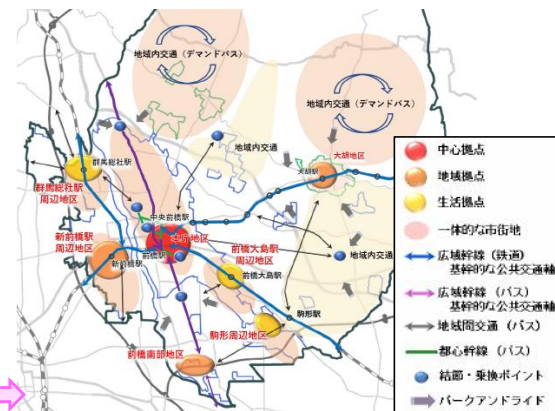 地域内交通（デマンドバス）
地域内交通（デマンドバス）
地域内交通
大胡地区
大胡駅
群馬総社駅
周辺地区
中央前橋駅
前橋駅
新前橋駅
周辺地区
新前橋駅
前橋大島駅
周辺地区
前橋大島駅
地域内交通
駒形駅
駒形周辺地区
前橋南部地区
中心拠点
地域拠点
生活拠点
一体的な市街地
広域幹線（鉄道）
基幹的な公共交通軸
広域幹線（バス）
基幹的な公共交通軸
地域間交通（バス）
都心幹線（バス）
結節・乗換ポイント
パークアンドライド